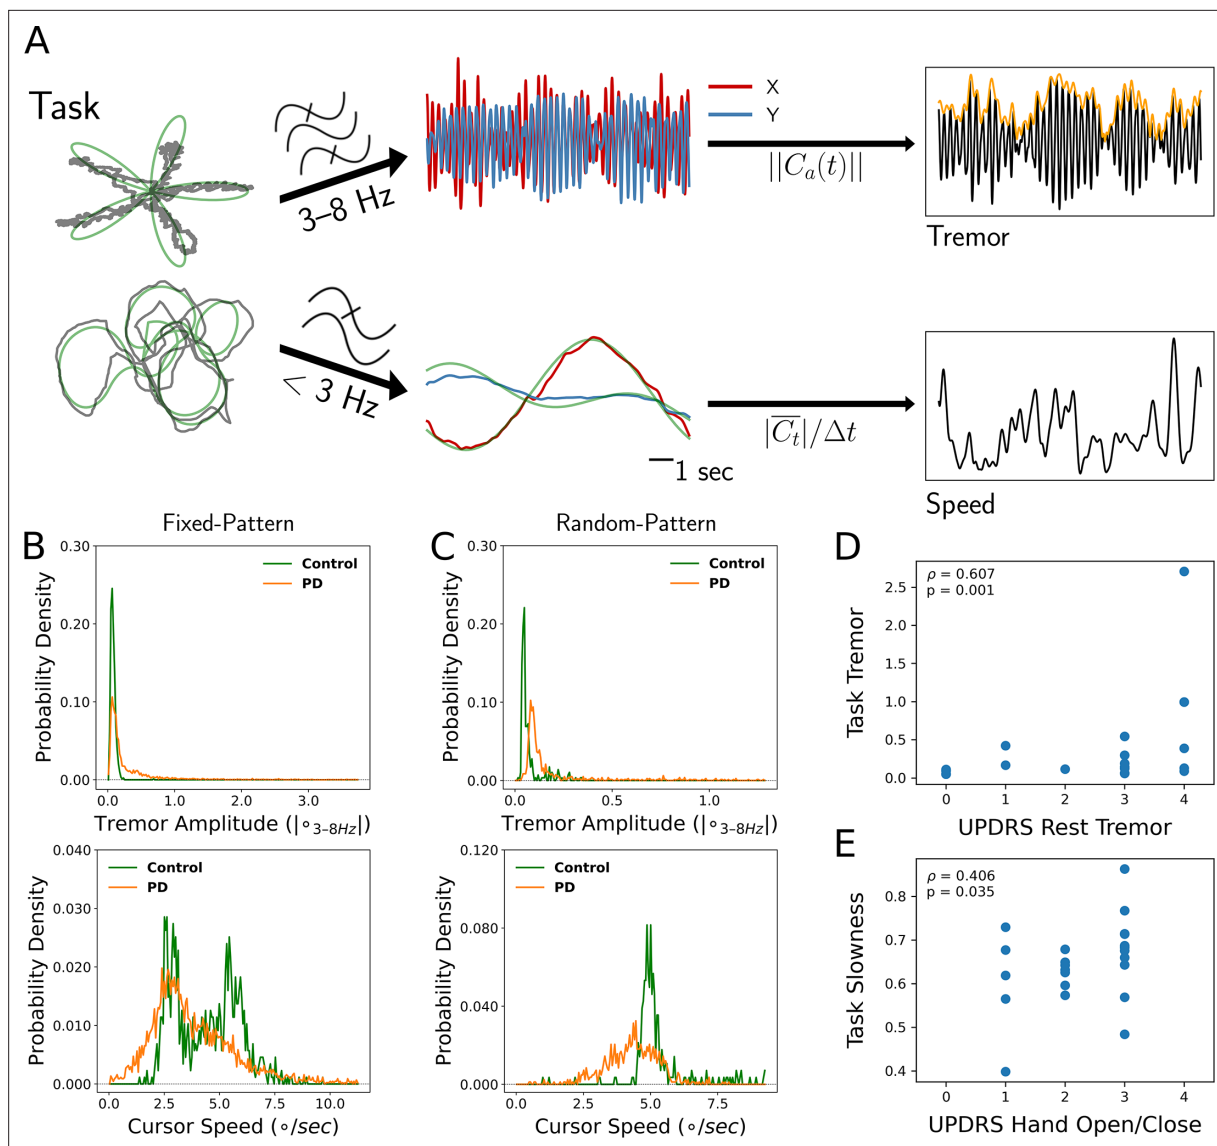 A
Task
3–8 Hz
X
Y
||C_a(t)||
Tremor
< 3 Hz
1 sec
|\overline{C_t}|/Δt
Speed
B
Fixed-Pattern
0.30
0.20
0.10
0.00
Probability Density
Control
PD
0.0 1.0 2.0 3.0
Tremor Amplitude (|∘₃₋₈Hz|)
0.040
0.030
0.020
0.010
0.000
Probability Density
Control
PD
0.0 5.0 10.0
Cursor Speed (∘/sec)
C
Random-Pattern
0.30
0.20
0.10
0.00
Probability Density
Control
PD
0.0 0.5 1.0
Tremor Amplitude (|∘₃₋₈Hz|)
0.120
0.080
0.040
0.000
Probability Density
Control
PD
0.0 2.5 5.0 7.5
Cursor Speed (∘/sec)
D
ρ = 0.607
p = 0.001
2.5
2.0
1.5
1.0
0.5
0.0
Task Tremor
0 1 2 3 4
UPDRS Rest Tremor
E
ρ = 0.406
p = 0.035
0.8
0.7
0.6
0.5
0.4
Task Slowness
0 1 2 3 4
UPDRS Hand Open/Close